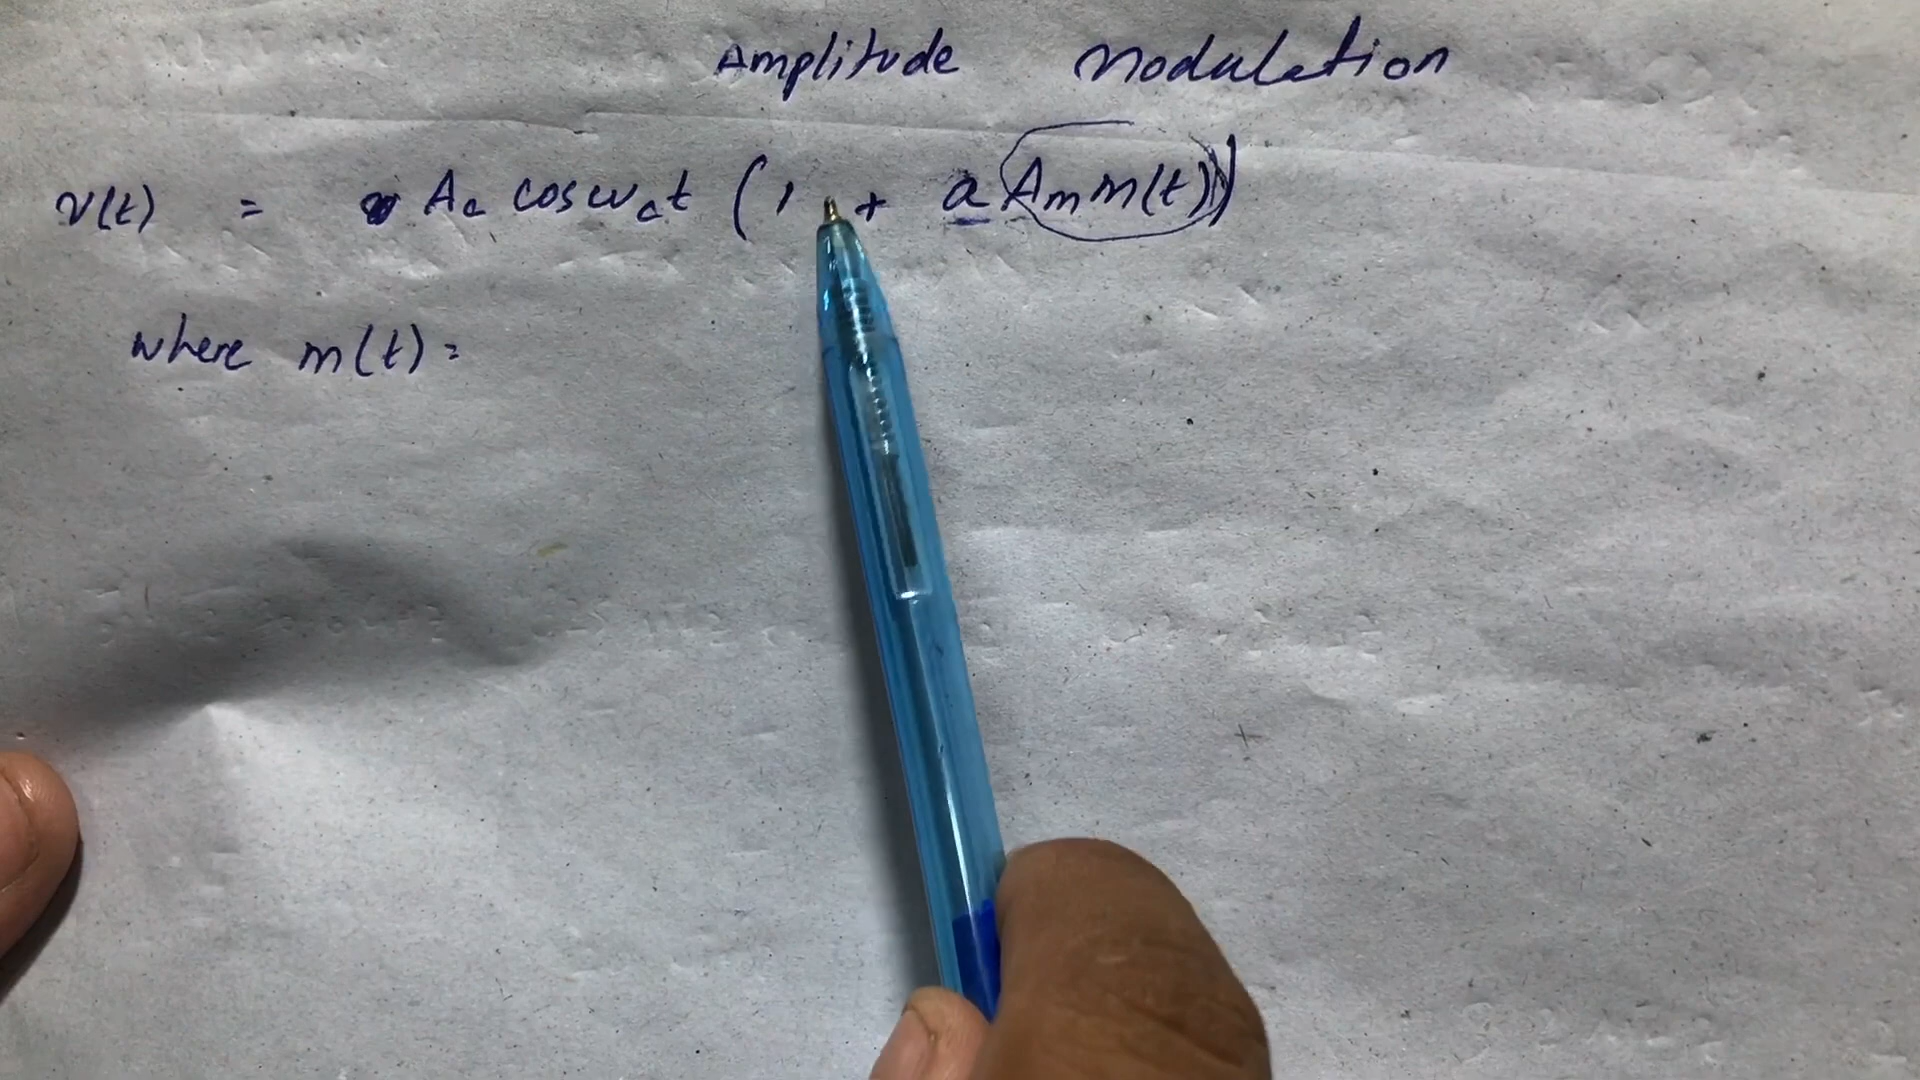 Amplitude Modulation
v(t) = Ac cosωct (1 + a Am m(t))
where m(t) =